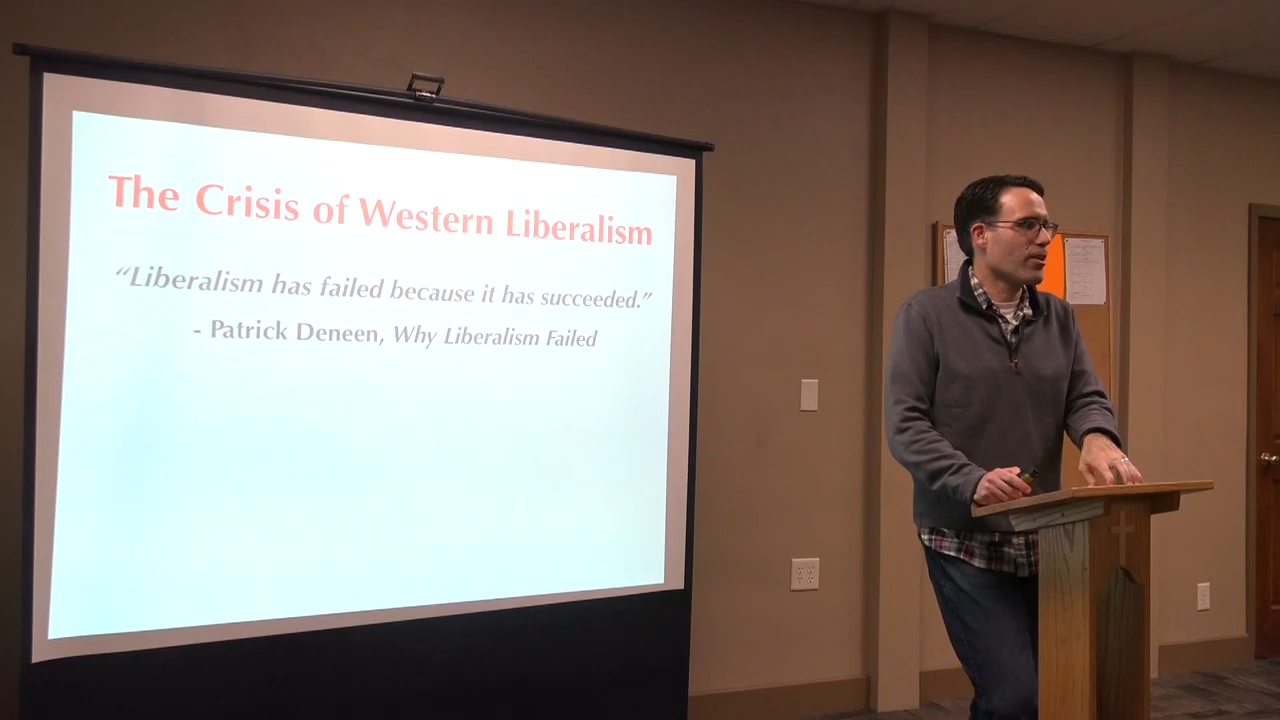 The Crisis of Western Liberalism
“Liberalism has failed because it has succeeded.”
- Patrick Deneen, Why Liberalism Failed